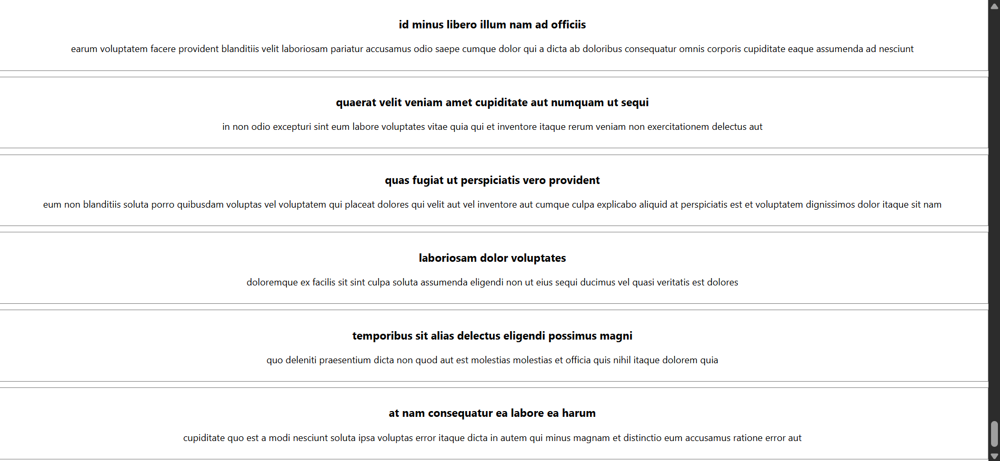 id minus libero illum nam ad officiis
earum voluptatem facere provident blanditiis velit laboriosam pariatur accusamus odio saepe cumque dolor qui a dicta ab doloribus consequatur omnis corporis cupiditate eaque assumenda ad nesciunt
quaerat velit veniam amet cupiditate aut numquam ut sequi
in non odio excepturi sint eum labore voluptates vitae quia qui et inventore itaque rerum veniam non exercitationem delectus aut
quas fugiat ut perspiciatis vero provident
eum non blanditiis soluta porro quibusdam voluptas vel voluptatem qui placeat dolores qui velit aut vel inventore aut cumque culpa explicabo aliquid at perspiciatis est et voluptatem dignissimos dolor itaque sit nam
laboriosam dolor voluptates
doloremque ex facilis sit sint culpa soluta assumenda eligendi non ut eius sequi ducimus vel quasi veritatis est dolores
temporibus sit alias delectus eligendi possimus magni
quo deleniti praesentium dicta non quod aut est molestias molestias et officia quis nihil itaque dolorem quia
at nam consequatur ea labore ea harum
cupiditate quo est a modi nesciunt soluta ipsa voluptas error itaque dicta in autem qui minus magnam et distinctio eum accusamus ratione error aut